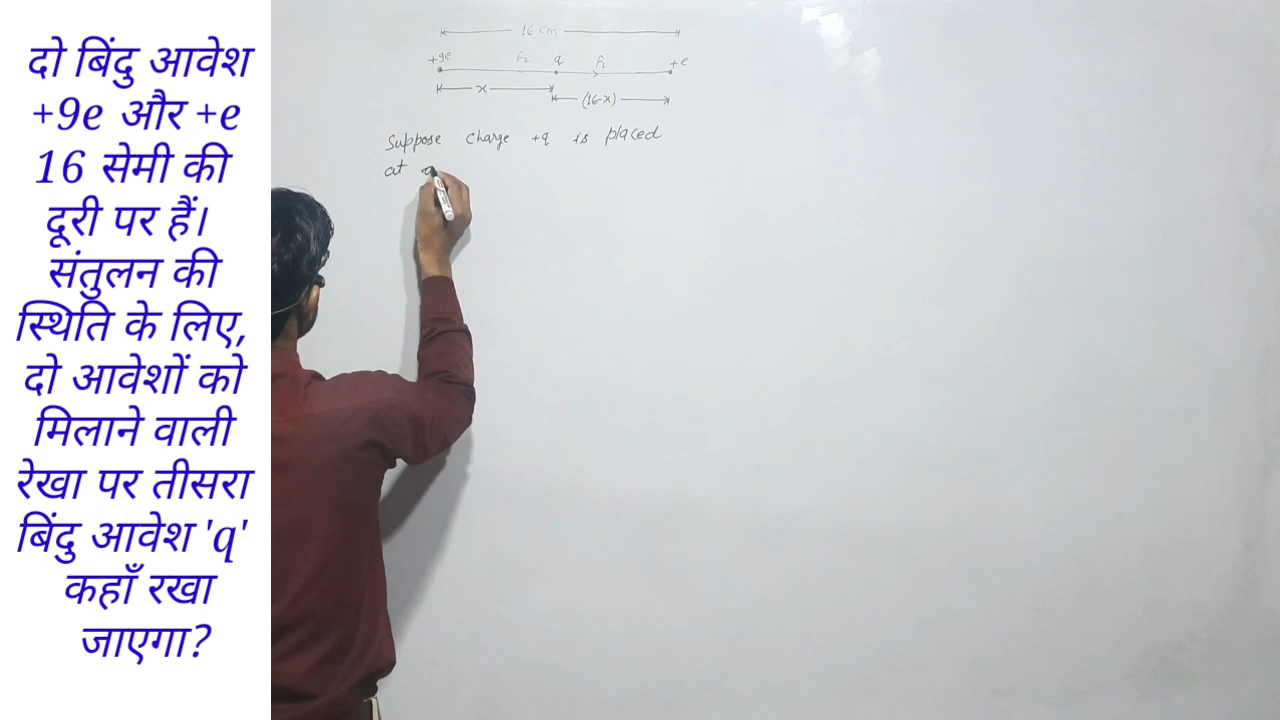 दो बिंदु आवेश
+9e और +e
16 सेमी की
दूरी पर हैं।
संतुलन की
स्थिति के लिए,
दो आवेशों को
मिलाने वाली
रेखा पर तीसरा
बिंदु आवेश 'q'
कहाँ रखा
जाएगा?
16 cm
+9e F₂ q F₁ +e
x (16-x)
Suppose charge +q is placed
at a